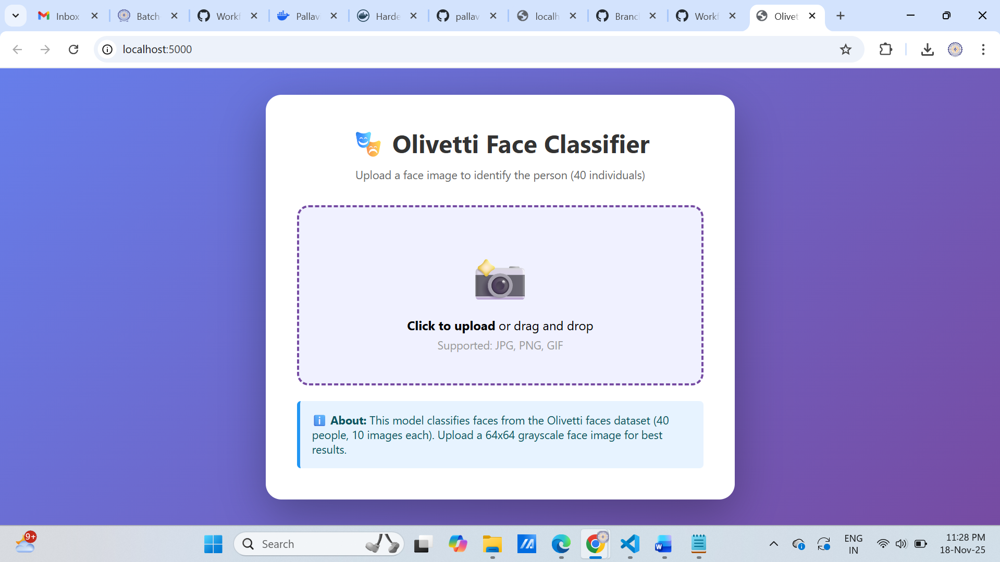 Inbox
Batch
Workf
Pallav
Harde
pallav
localh
Branch
Workf
Olivet
localhost:5000
Olivetti Face Classifier
Upload a face image to identify the person (40 individuals)
Click to upload or drag and drop
Supported: JPG, PNG, GIF
About: This model classifies faces from the Olivetti faces dataset (40
people, 10 images each). Upload a 64x64 grayscale face image for best
results.
9+
Search
ENG
IN
11:28 PM
18-Nov-25